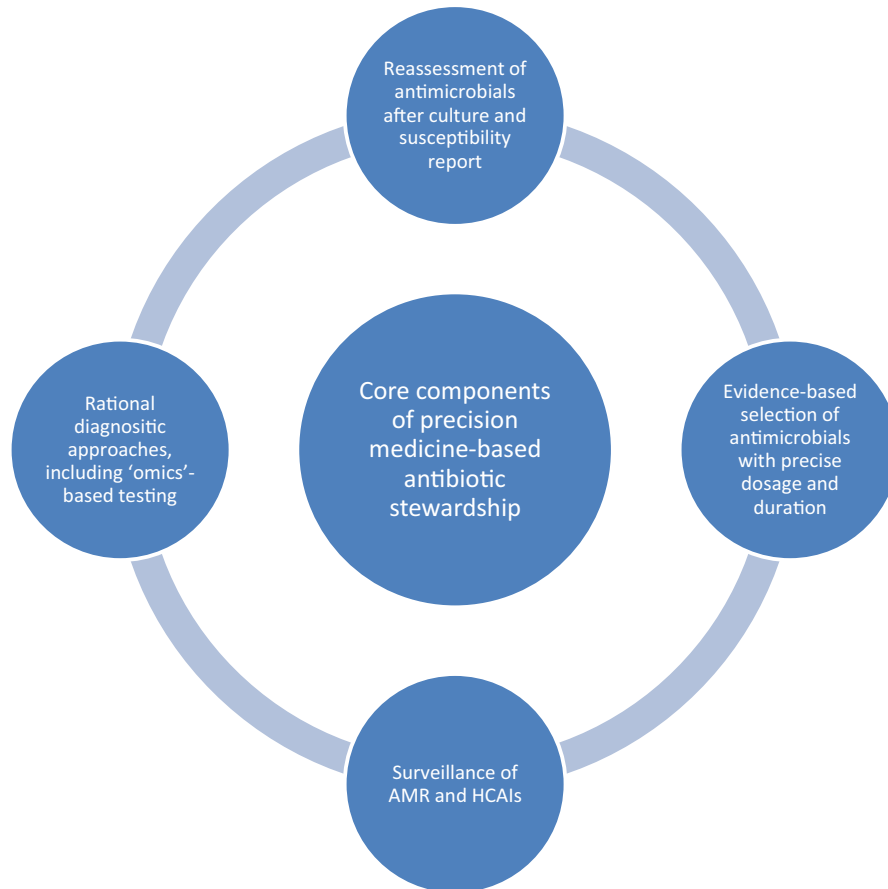 Reassessment of
antimicrobials
after culture and
susceptibility
report
Rational
diagnositic
approaches,
including ‘omics’-
based testing
Core components
of precision
medicine-based
antibiotic
stewardship
Evidence-based
selection of
antimicrobials
with precise
dosage and
duration
Surveillance of
AMR and HCAIs